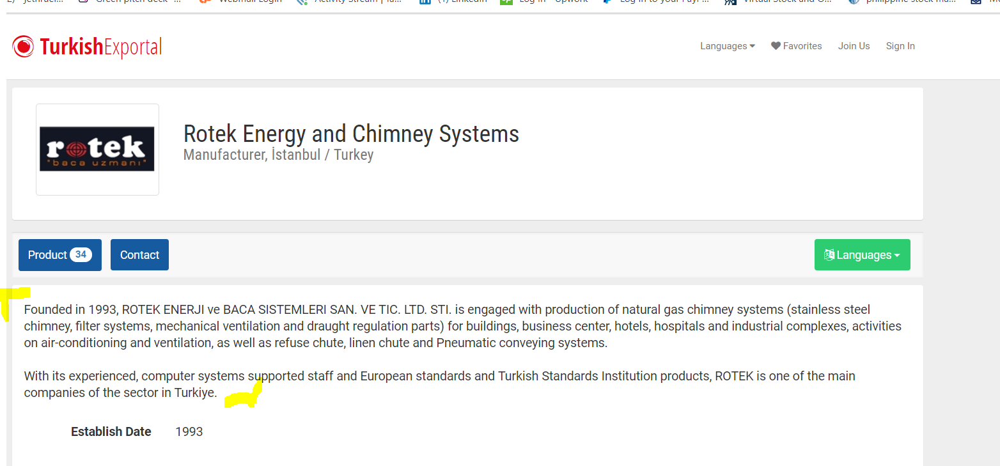 Green pitch deck -
Webmail Login
Activity Stream | Tu...
(1) LinkedIn
Log In - Upwork
Log in to your PayP...
Virtual Stock and O...
philippine stock ma...
TurkishExportal
Languages
Favorites
Join Us
Sign In
rotek
"baca uzmanı"
Rotek Energy and Chimney Systems
Manufacturer, İstanbul / Turkey
Product 34
Contact
Languages
Founded in 1993, ROTEK ENERJI ve BACA SISTEMLERI SAN. VE TIC. LTD. STI. is engaged with production of natural gas chimney systems (stainless steel
chimney, filter systems, mechanical ventilation and draught regulation parts) for buildings, business center, hotels, hospitals and industrial complexes, activities
on air-conditioning and ventilation, as well as refuse chute, linen chute and Pneumatic conveying systems.
With its experienced, computer systems supported staff and European standards and Turkish Standards Institution products, ROTEK is one of the main
companies of the sector in Turkiye.
Establish Date 1993